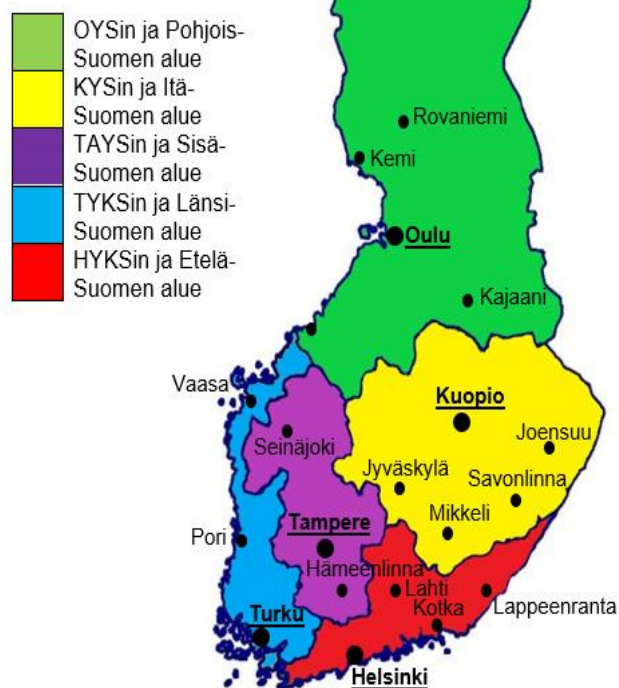 OYSin ja Pohjois-
Suomen alue
KYSin ja Itä-
Suomen alue
TAYSin ja Sisä-
Suomen alue
TYKSin ja Länsi-
Suomen alue
HYKSin ja Etelä-
Suomen alue
Rovaniemi
Kemi
Oulu
Kajaani
Vaasa
Kuopio
Seinäjoki
Joensuu
Jyväskylä
Savonlinna
Mikkeli
Tampere
Pori
Hämeenlinna
Lahti
Kotka
Lappeenranta
Turku
Helsinki